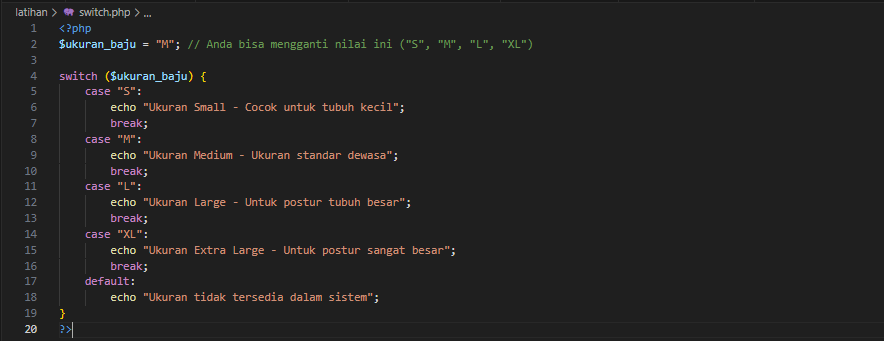 latihan > switch.php > ...
1 <?php
2 $ukuran_baju = "M"; // Anda bisa mengganti nilai ini ("S", "M", "L", "XL")
3
4 switch ($ukuran_baju) {
5     case "S":
6         echo "Ukuran Small - Cocok untuk tubuh kecil";
7         break;
8     case "M":
9         echo "Ukuran Medium - Ukuran standar dewasa";
10         break;
11     case "L":
12         echo "Ukuran Large - Untuk postur tubuh besar";
13         break;
14     case "XL":
15         echo "Ukuran Extra Large - Untuk postur sangat besar";
16         break;
17     default:
18         echo "Ukuran tidak tersedia dalam sistem";
19 }
20 ?>